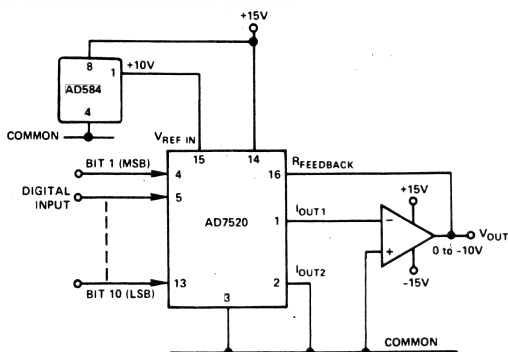 +15V
8
1
+10V
AD584
4
COMMON
V REF IN
15
14
BIT 1 (MSB)
4
16
RFEEDBACK
DIGITAL
INPUT
5
AD7520
+15V
1
IOUT1
−
VOUT
+
0 to -10V
IOUT2
-15V
13
2
BIT 10 (LSB)
3
COMMON